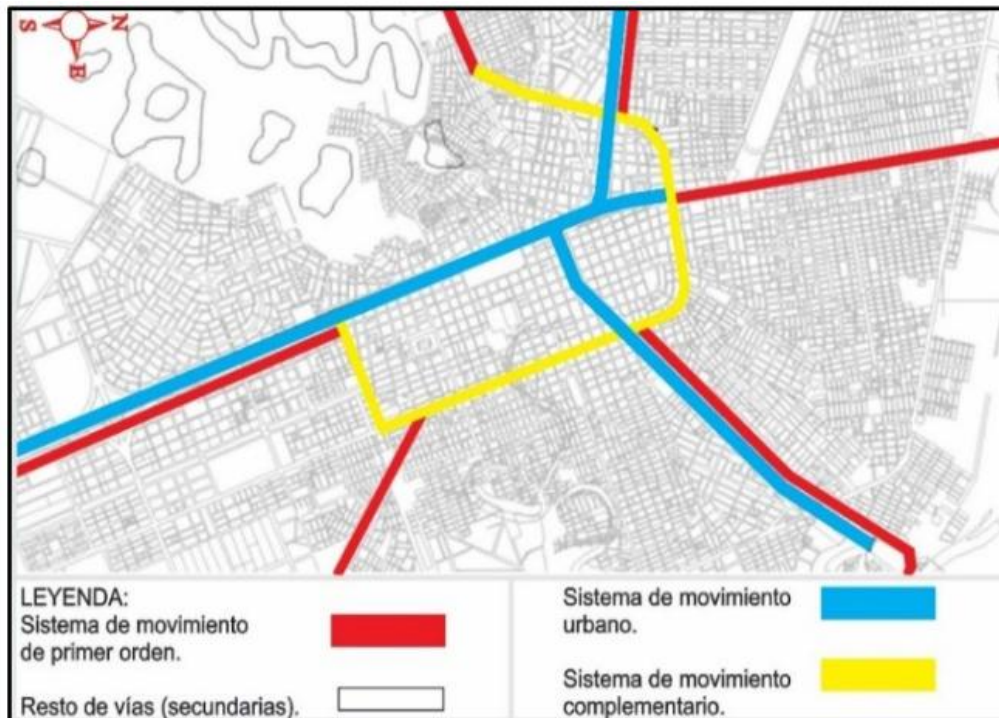 S
N
E
LEYENDA:
Sistema de movimiento
de primer orden.
Resto de vías (secundarias).
Sistema de movimiento
urbano.
Sistema de movimiento
complementario.